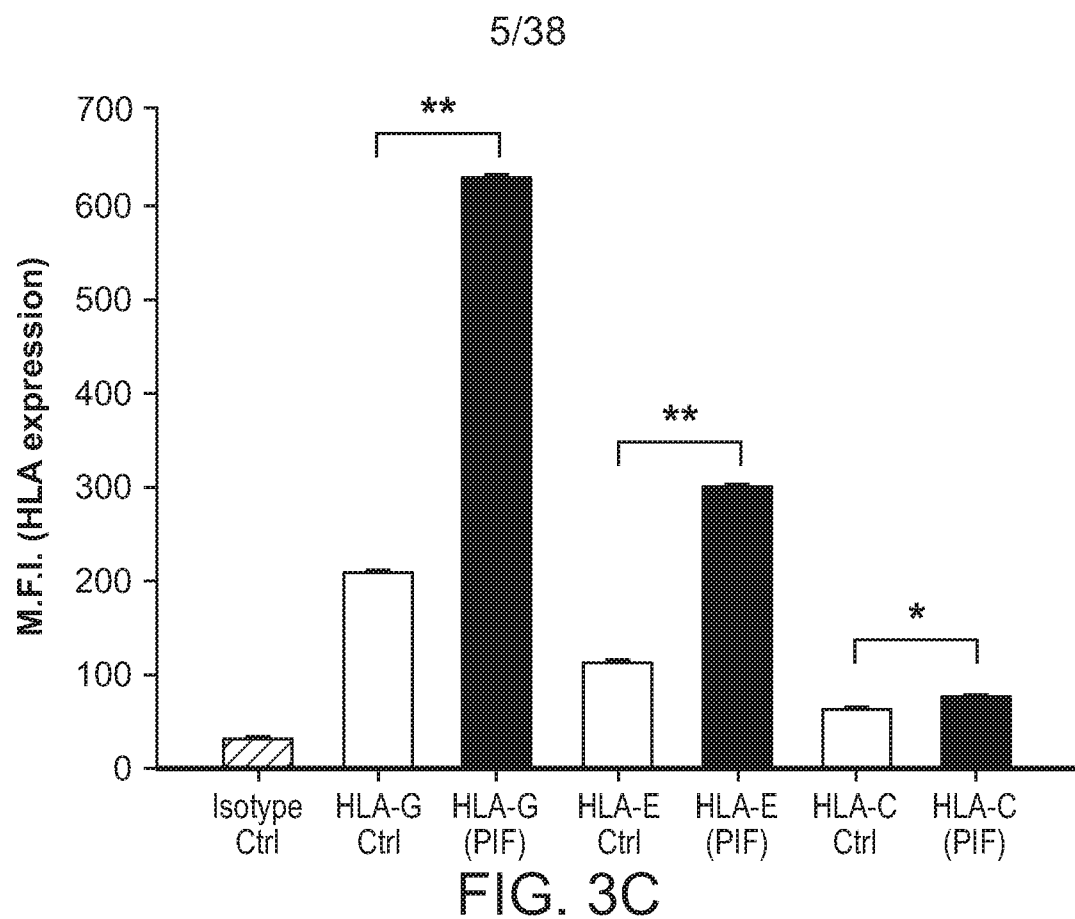 5/38
M.F.I. (HLA expression)
700
600
500
400
300
200
100
0
**
**
*
Isotype Ctrl
HLA-G Ctrl
HLA-G (PIF)
HLA-E Ctrl
HLA-E (PIF)
HLA-C Ctrl
HLA-C (PIF)
FIG. 3C